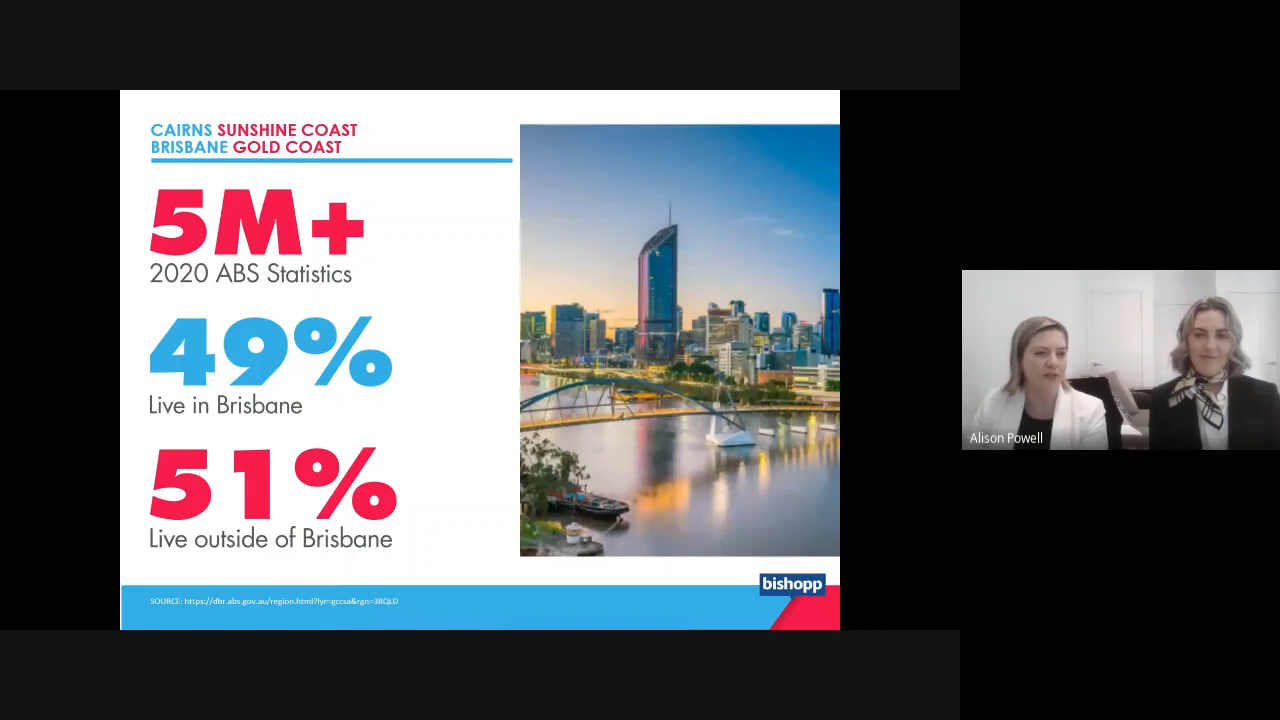 CAIRNS SUNSHINE COAST
BRISBANE GOLD COAST
5M+
2020 ABS Statistics
49%
Live in Brisbane
51%
Live outside of Brisbane
bishopp
SOURCE: https://dbr.abs.gov.au/region.html?lyr=gccsa&rgn=3RQLD
Alison Powell